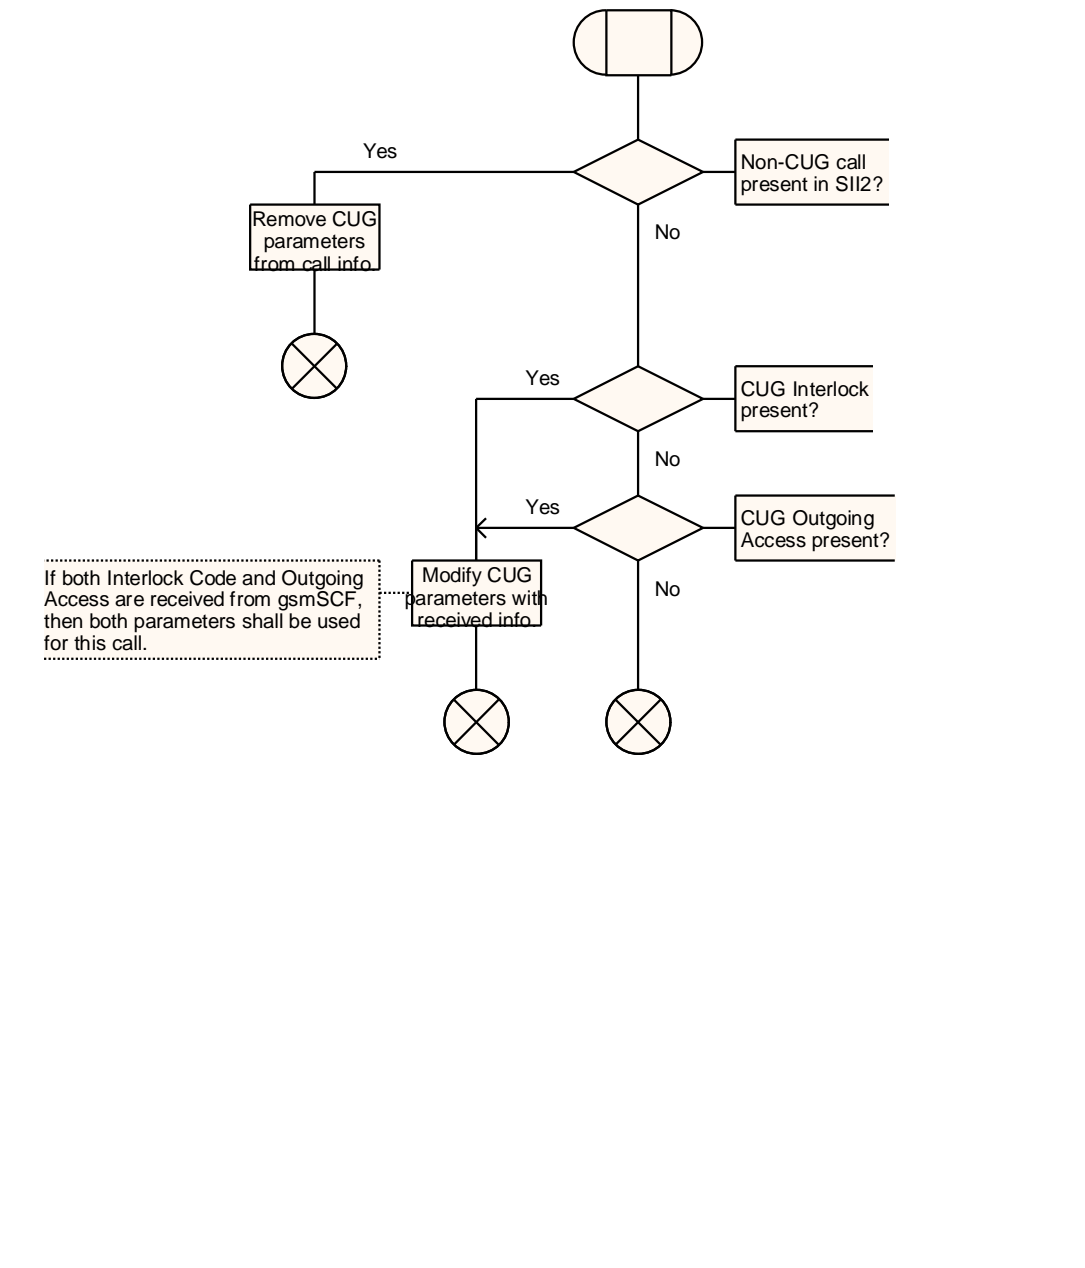 Yes
Non-CUG call
present in SII2?
Remove CUG
parameters
from call info.
No
Yes
CUG Interlock
present?
No
Yes
CUG Outgoing
Access present?
If both Interlock Code and Outgoing
Access are received from gsmSCF,
then both parameters shall be used
for this call.
Modify CUG
parameters with
received info.
No